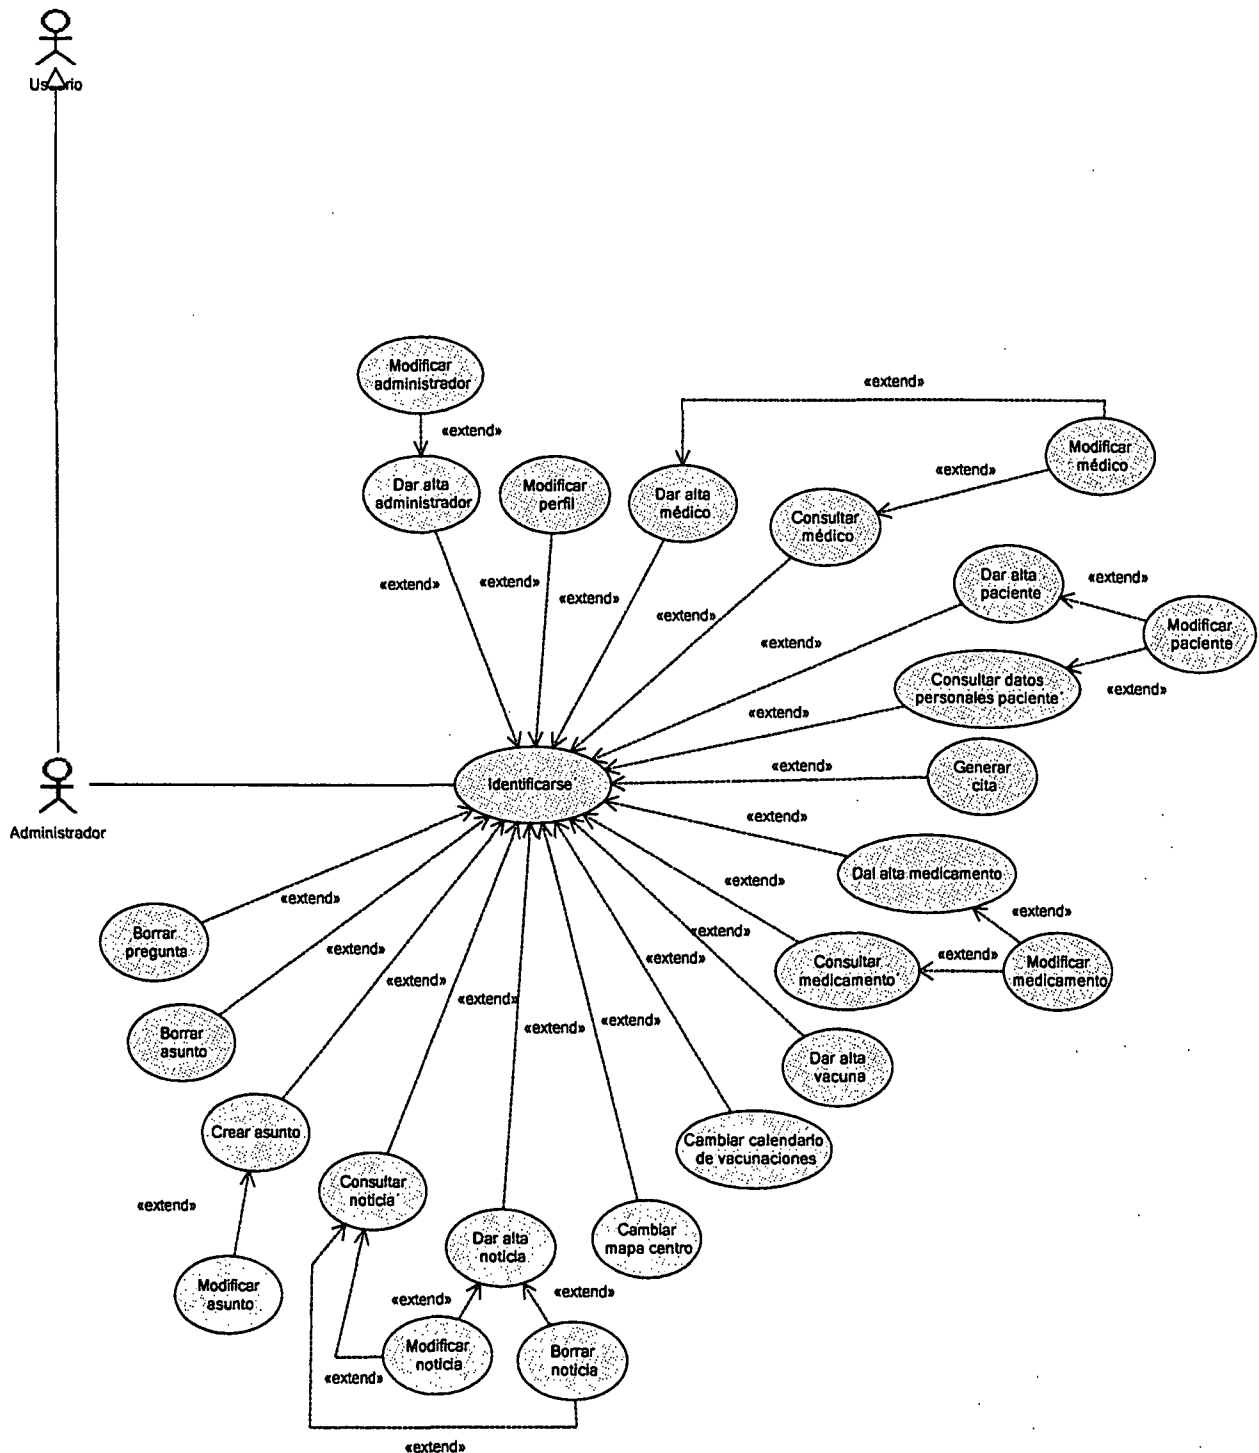 Usuario
Modificar
administrador
«extend»
«extend»
Modificar
médico
«extend»
Dar alta
administrador
Modificar
perfil
Dar alta
médico
Consultar
médico
«extend»
«extend»
«extend»
«extend»
Dar alta
paciente
«extend»
Modificar
paciente
«extend»
Consultar datos
personales paciente
«extend»
«extend»
Identificarse
«extend»
Generar
cita
Administrador
«extend»
Dal alta medicamento
«extend»
«extend»
«extend»
Borrar
pregunta
«extend»
«extend»
Consultar
medicamento
«extend»
Modificar
medicamento
«extend»
«extend»
«extend»
«extend»
«extend»
Borrar
asunto
Dar alta
vacuna
Crear asunto
Cambiar calendario
de vacunaciones
Consultar
noticia
«extend»
Dar alta
noticia
Cambiar
mapa centro
Modificar
asunto
«extend»
«extend»
Modificar
noticia
Borrar
noticia
«extend»
«extend»